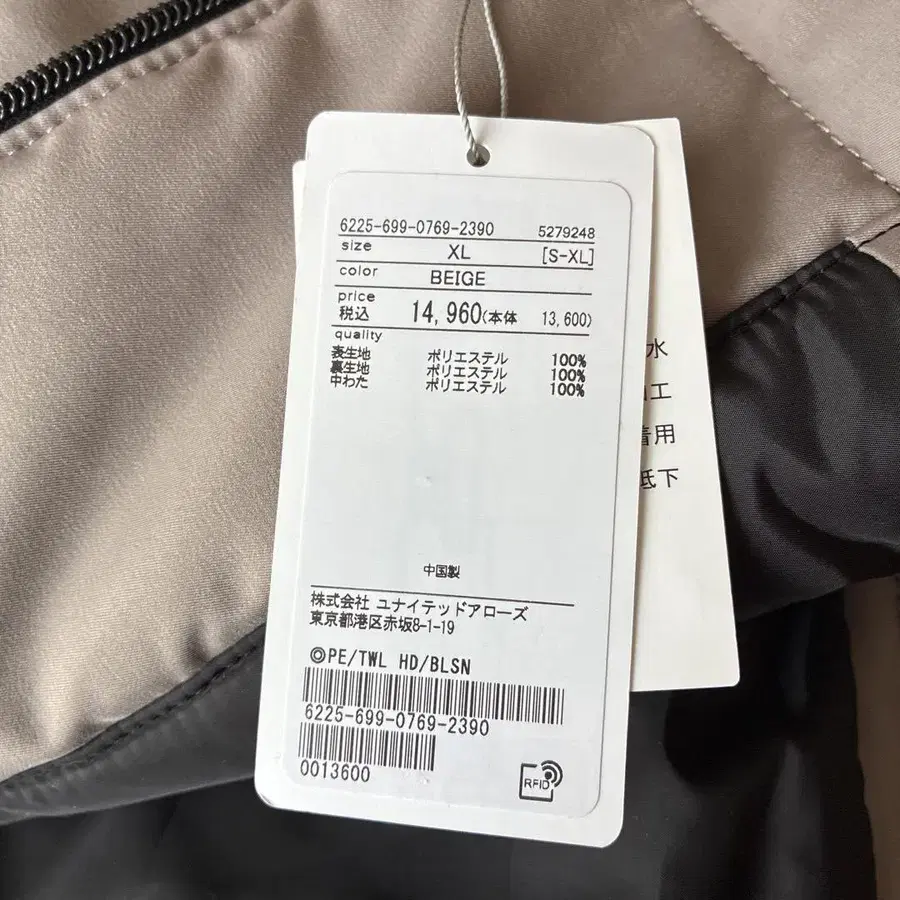 6225-699-0769-2390 5279248
size XL [S-XL]
color BEIGE
price
税込 14,960(本体 13,600)
quality
表生地 ポリエステル 100%
裏生地 ポリエステル 100%
中わた ポリエステル 100%
中国製
株式会社 ユナイテッドアローズ
東京都港区赤坂8-1-19
◎PE/TWL HD/BLSN
6225-699-0769-2390
0013600
RFID
水
工
着用
低下